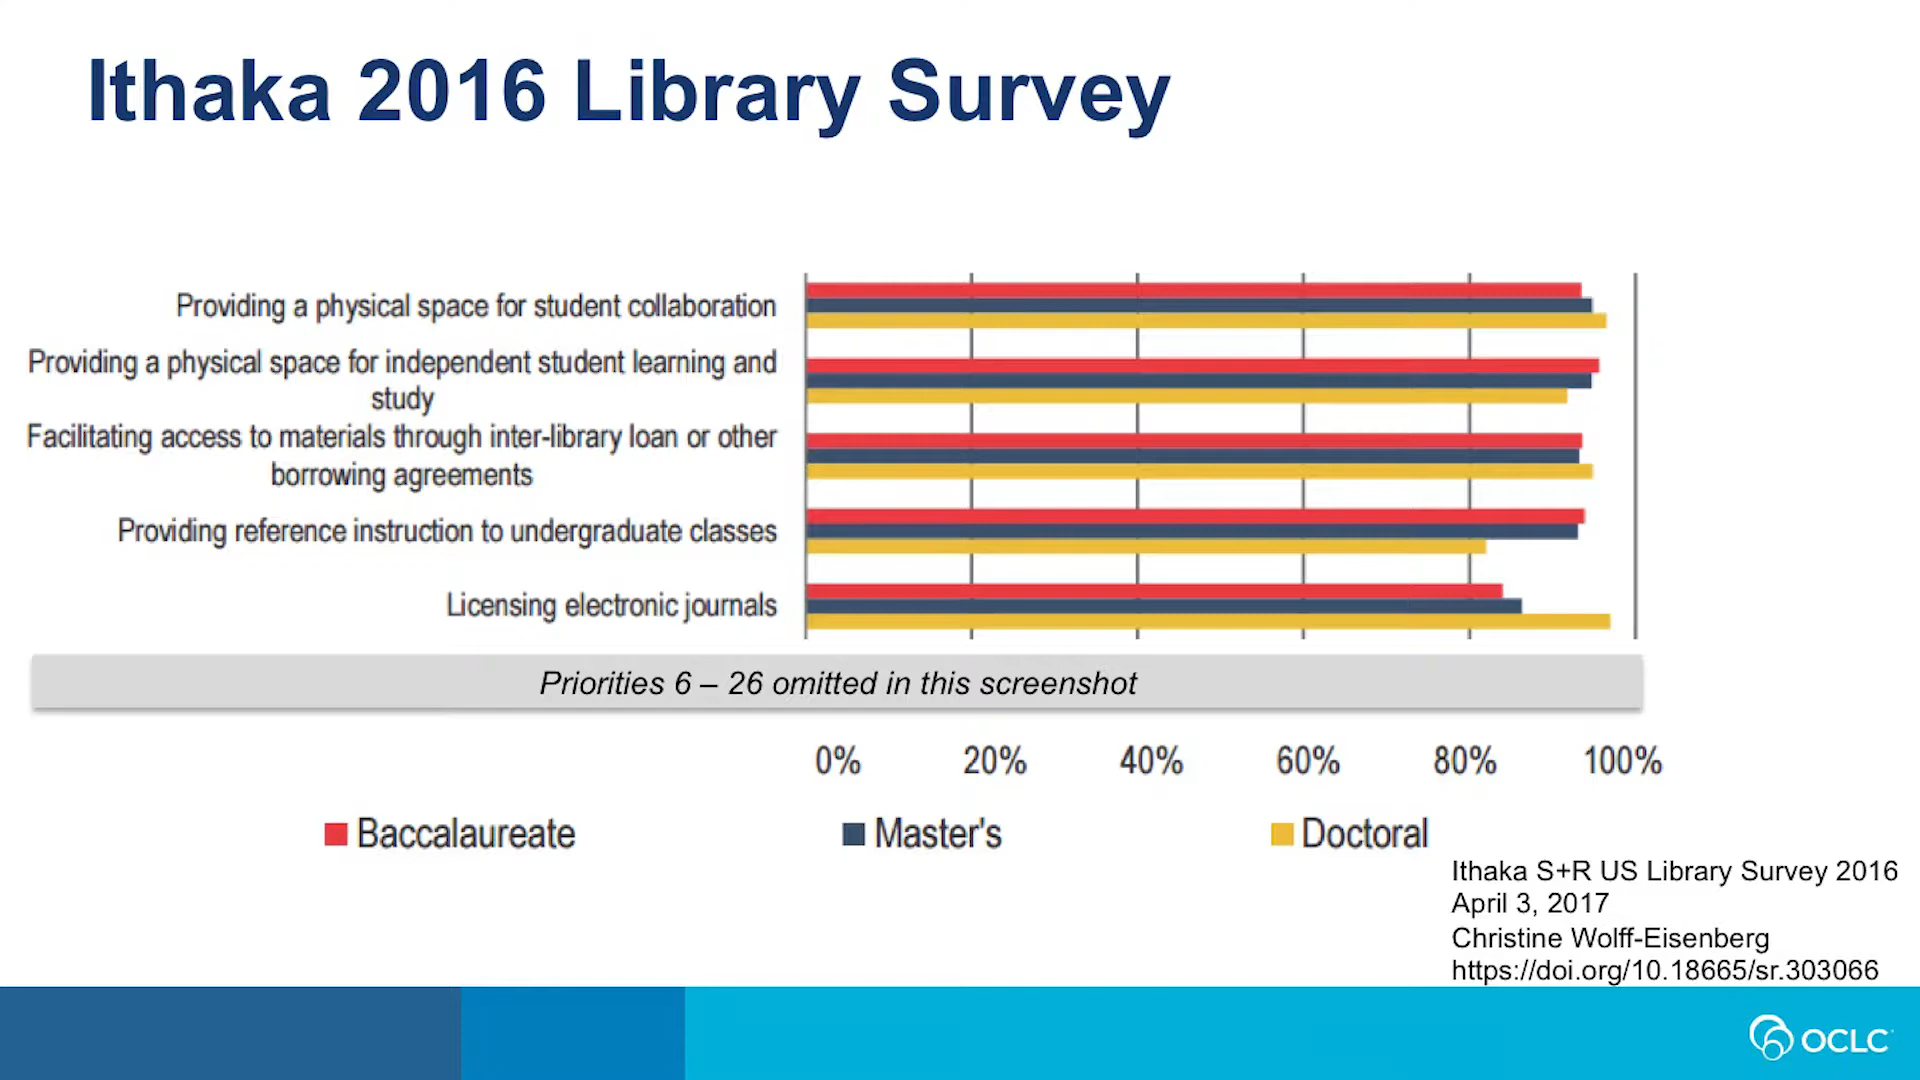 Ithaka 2016 Library Survey
Providing a physical space for student collaboration
Providing a physical space for independent student learning and
study
Facilitating access to materials through inter-library loan or other
borrowing agreements
Providing reference instruction to undergraduate classes
Licensing electronic journals
Priorities 6 – 26 omitted in this screenshot
0% 20% 40% 60% 80% 100%
Baccalaureate Master's Doctoral
Ithaka S+R US Library Survey 2016
April 3, 2017
Christine Wolff-Eisenberg
https://doi.org/10.18665/sr.303066
OCLC